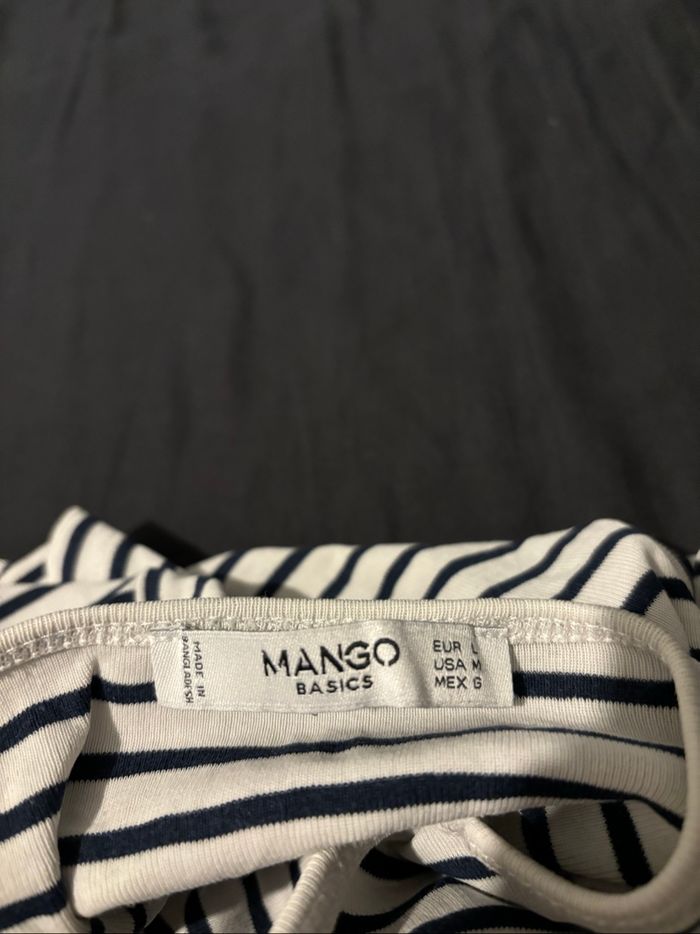 MADE IN
BANGLADESH
MANGO
BASICS
EUR L
USA M
MEX G